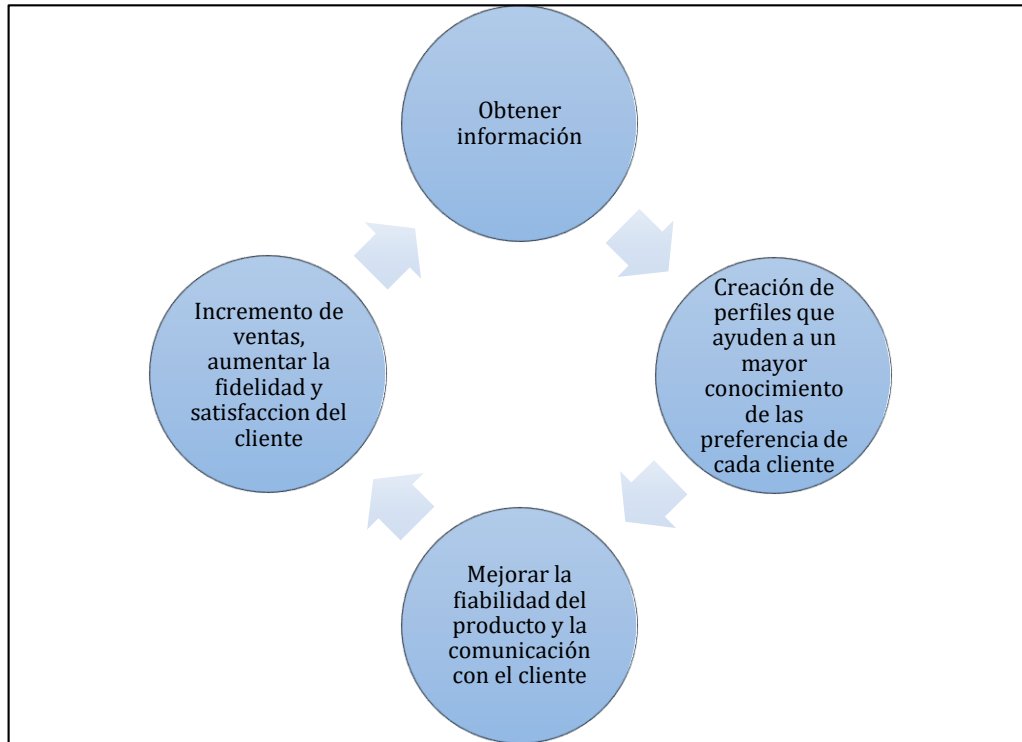 Obtener
información
Creación de
perfiles que
ayuden a un
mayor
conocimiento
de las
preferencia de
cada cliente
Mejorar la
fiabilidad del
producto y la
comunicación
con el cliente
Incremento de
ventas,
aumentar la
fidelidad y
satisfaccion del
cliente